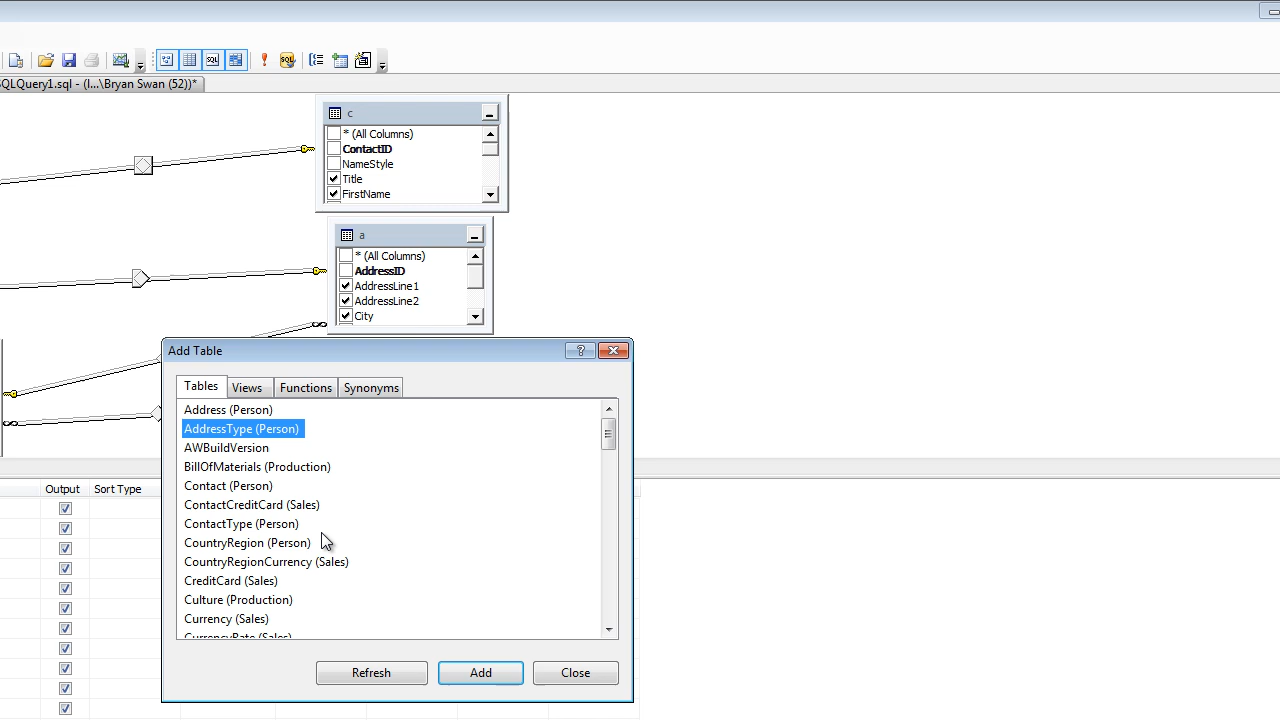 SQLQuery1.sql - (l...\Bryan Swan (52))*
c
* (All Columns)
ContactID
NameStyle
Title
FirstName
a
* (All Columns)
AddressID
AddressLine1
AddressLine2
City
Add Table
Tables Views Functions Synonyms
Address (Person)
AddressType (Person)
AWBuildVersion
BillOfMaterials (Production)
Contact (Person)
ContactCreditCard (Sales)
ContactType (Person)
CountryRegion (Person)
CountryRegionCurrency (Sales)
CreditCard (Sales)
Culture (Production)
Currency (Sales)
CurrencyRate (Sales)
Refresh Add Close
Output Sort Type